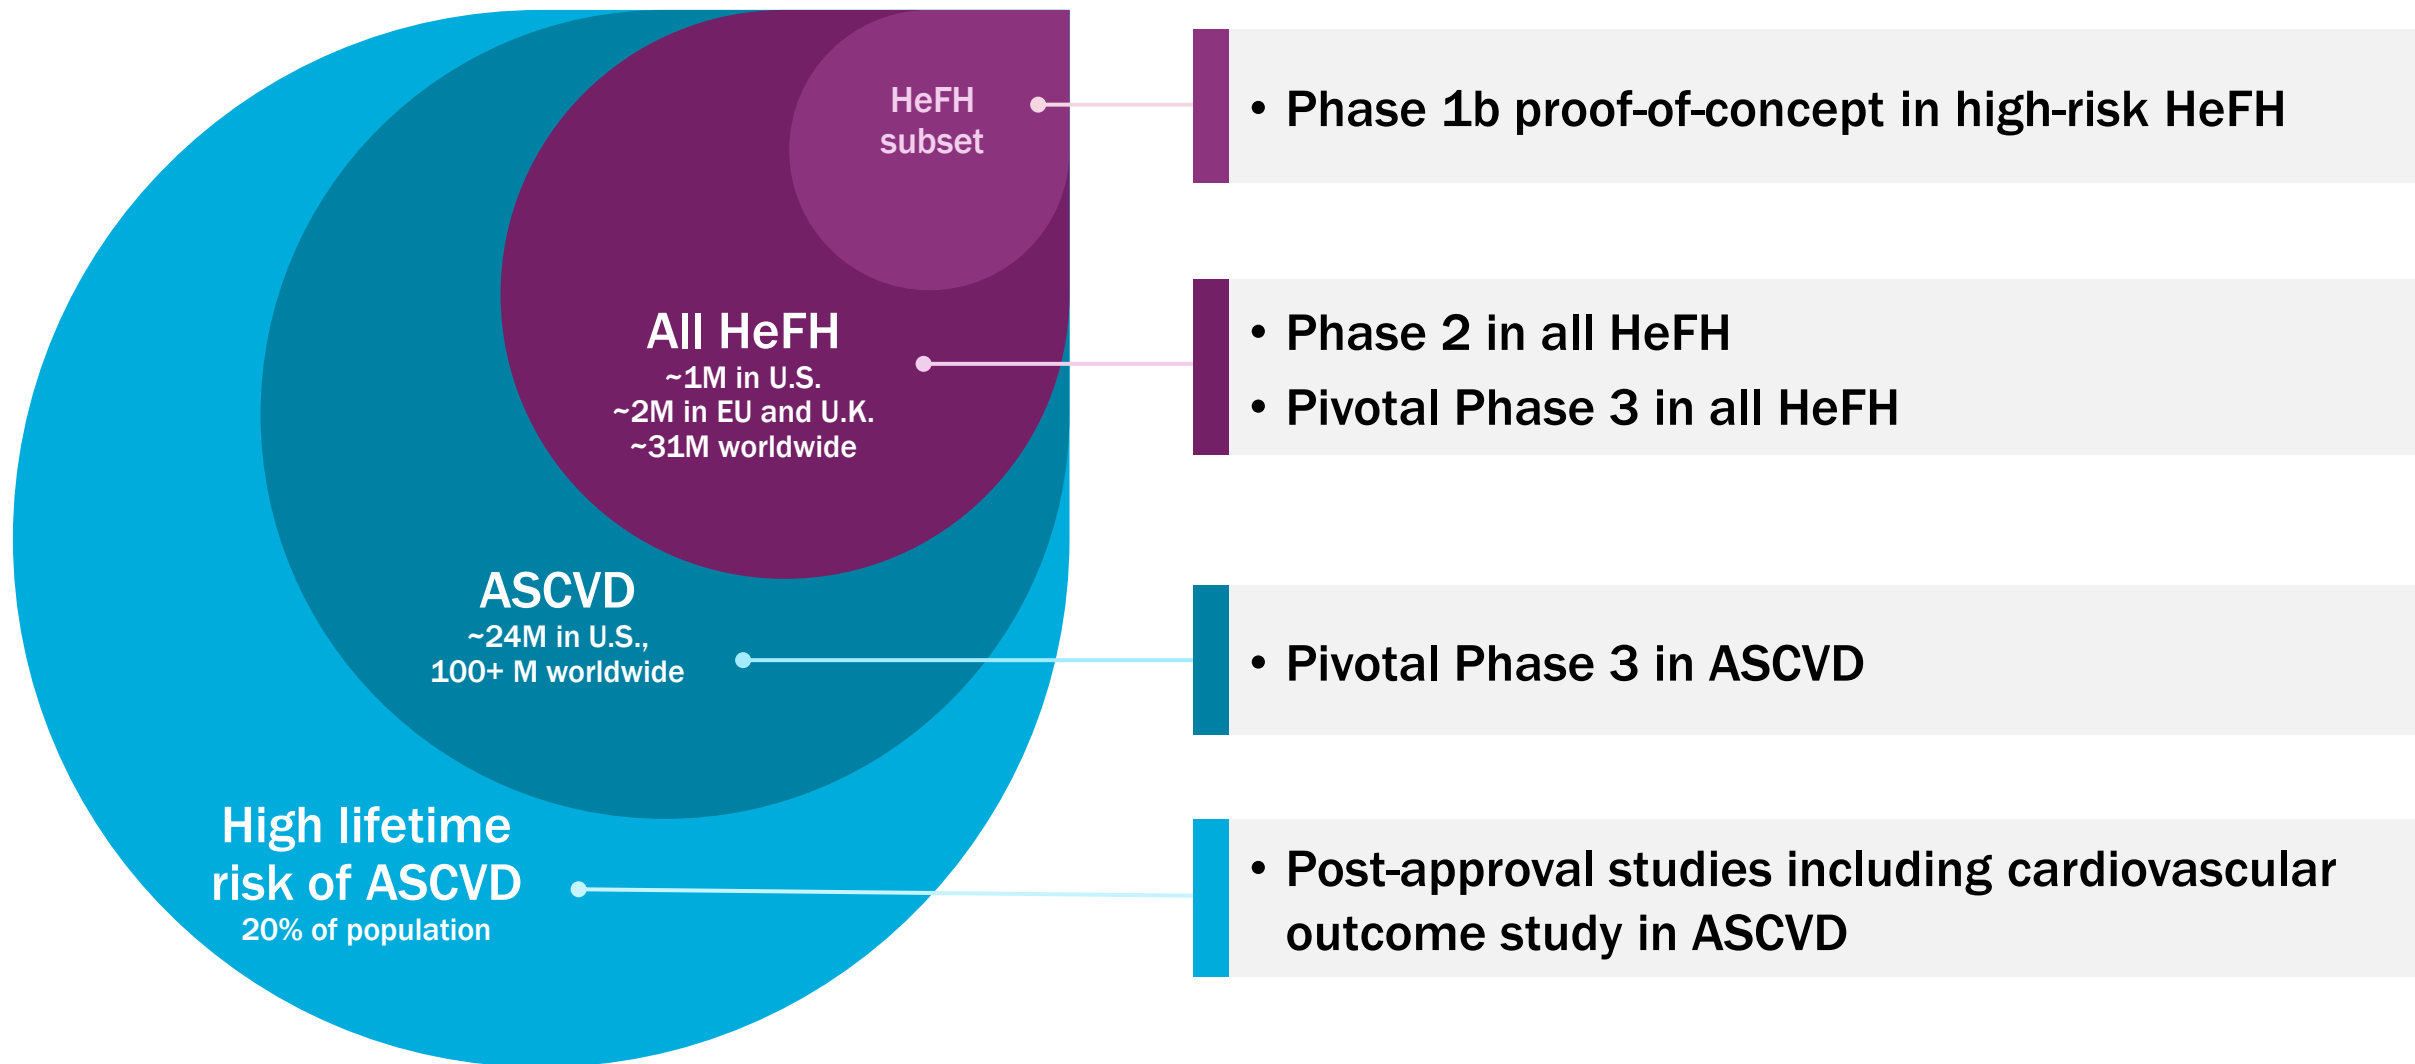 HeFH
subset
• Phase 1b proof-of-concept in high-risk HeFH
All HeFH
~1M in U.S.
~2M in EU and U.K.
~31M worldwide
• Phase 2 in all HeFH
• Pivotal Phase 3 in all HeFH
ASCVD
~24M in U.S.,
100+ M worldwide
• Pivotal Phase 3 in ASCVD
High lifetime
risk of ASCVD
20% of population
• Post-approval studies including cardiovascular
outcome study in ASCVD